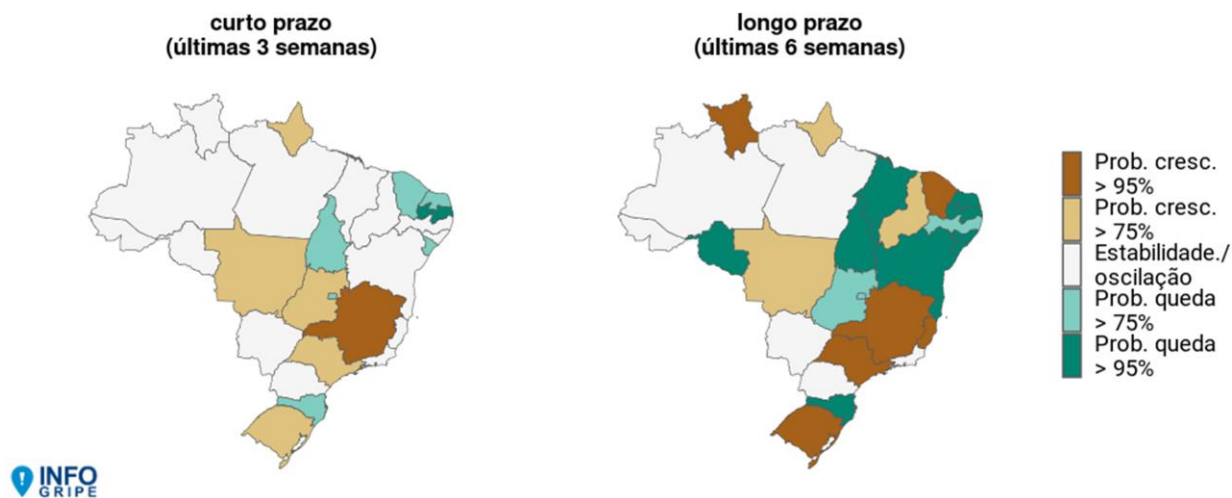 curto prazo
(últimas 3 semanas)
longo prazo
(últimas 6 semanas)
Prob. cresc.
> 95%
Prob. cresc.
> 75%
Estabilidade./
oscilação
Prob. queda
> 75%
Prob. queda
> 95%
INFO
GRIPE